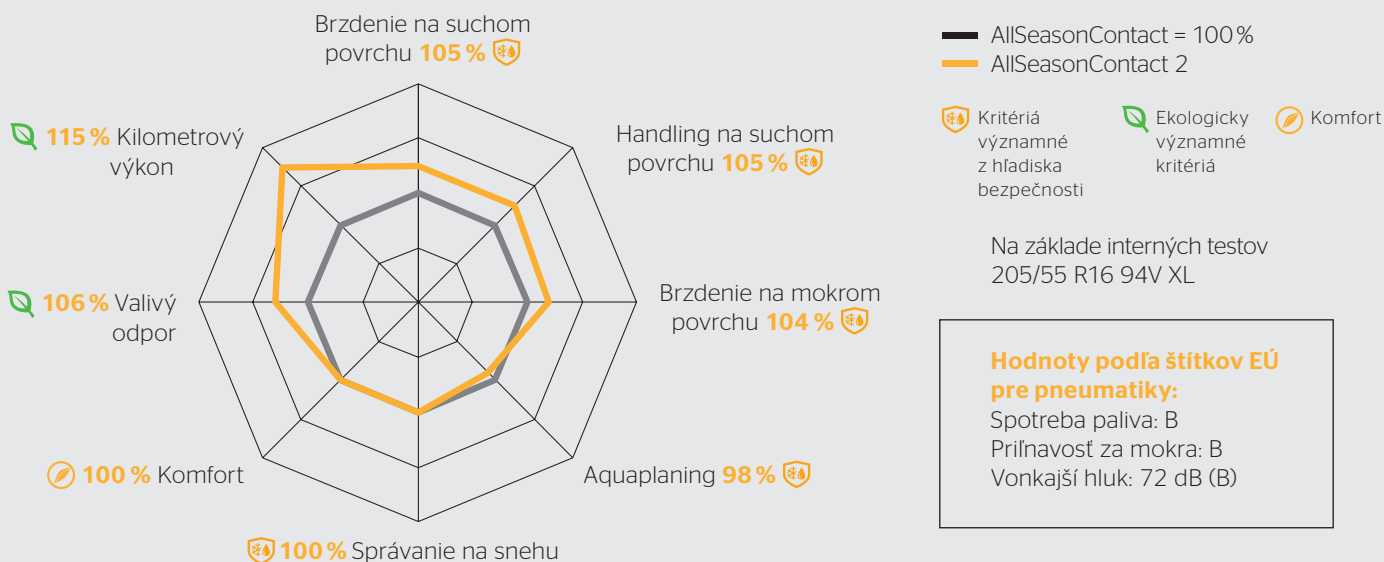 Brzdenie na suchom
povrchu 105 %
Handling na suchom
povrchu 105 %
Brzdenie na mokrom
povrchu 104 %
Aquaplaning 98 %
100 % Správanie na snehu
100 % Komfort
106 % Valivý
odpor
115 % Kilometrový
výkon
AllSeasonContact = 100 %
AllSeasonContact 2
Kritériá
významné
z hľadiska
bezpečnosti
Ekologicky
významné
kritériá
Komfort
Na základe interných testov
205/55 R16 94V XL
Hodnoty podľa štítkov EÚ
pre pneumatiky:
Spotreba paliva: B
Priľnavosť za mokra: B
Vonkajší hluk: 72 dB (B)